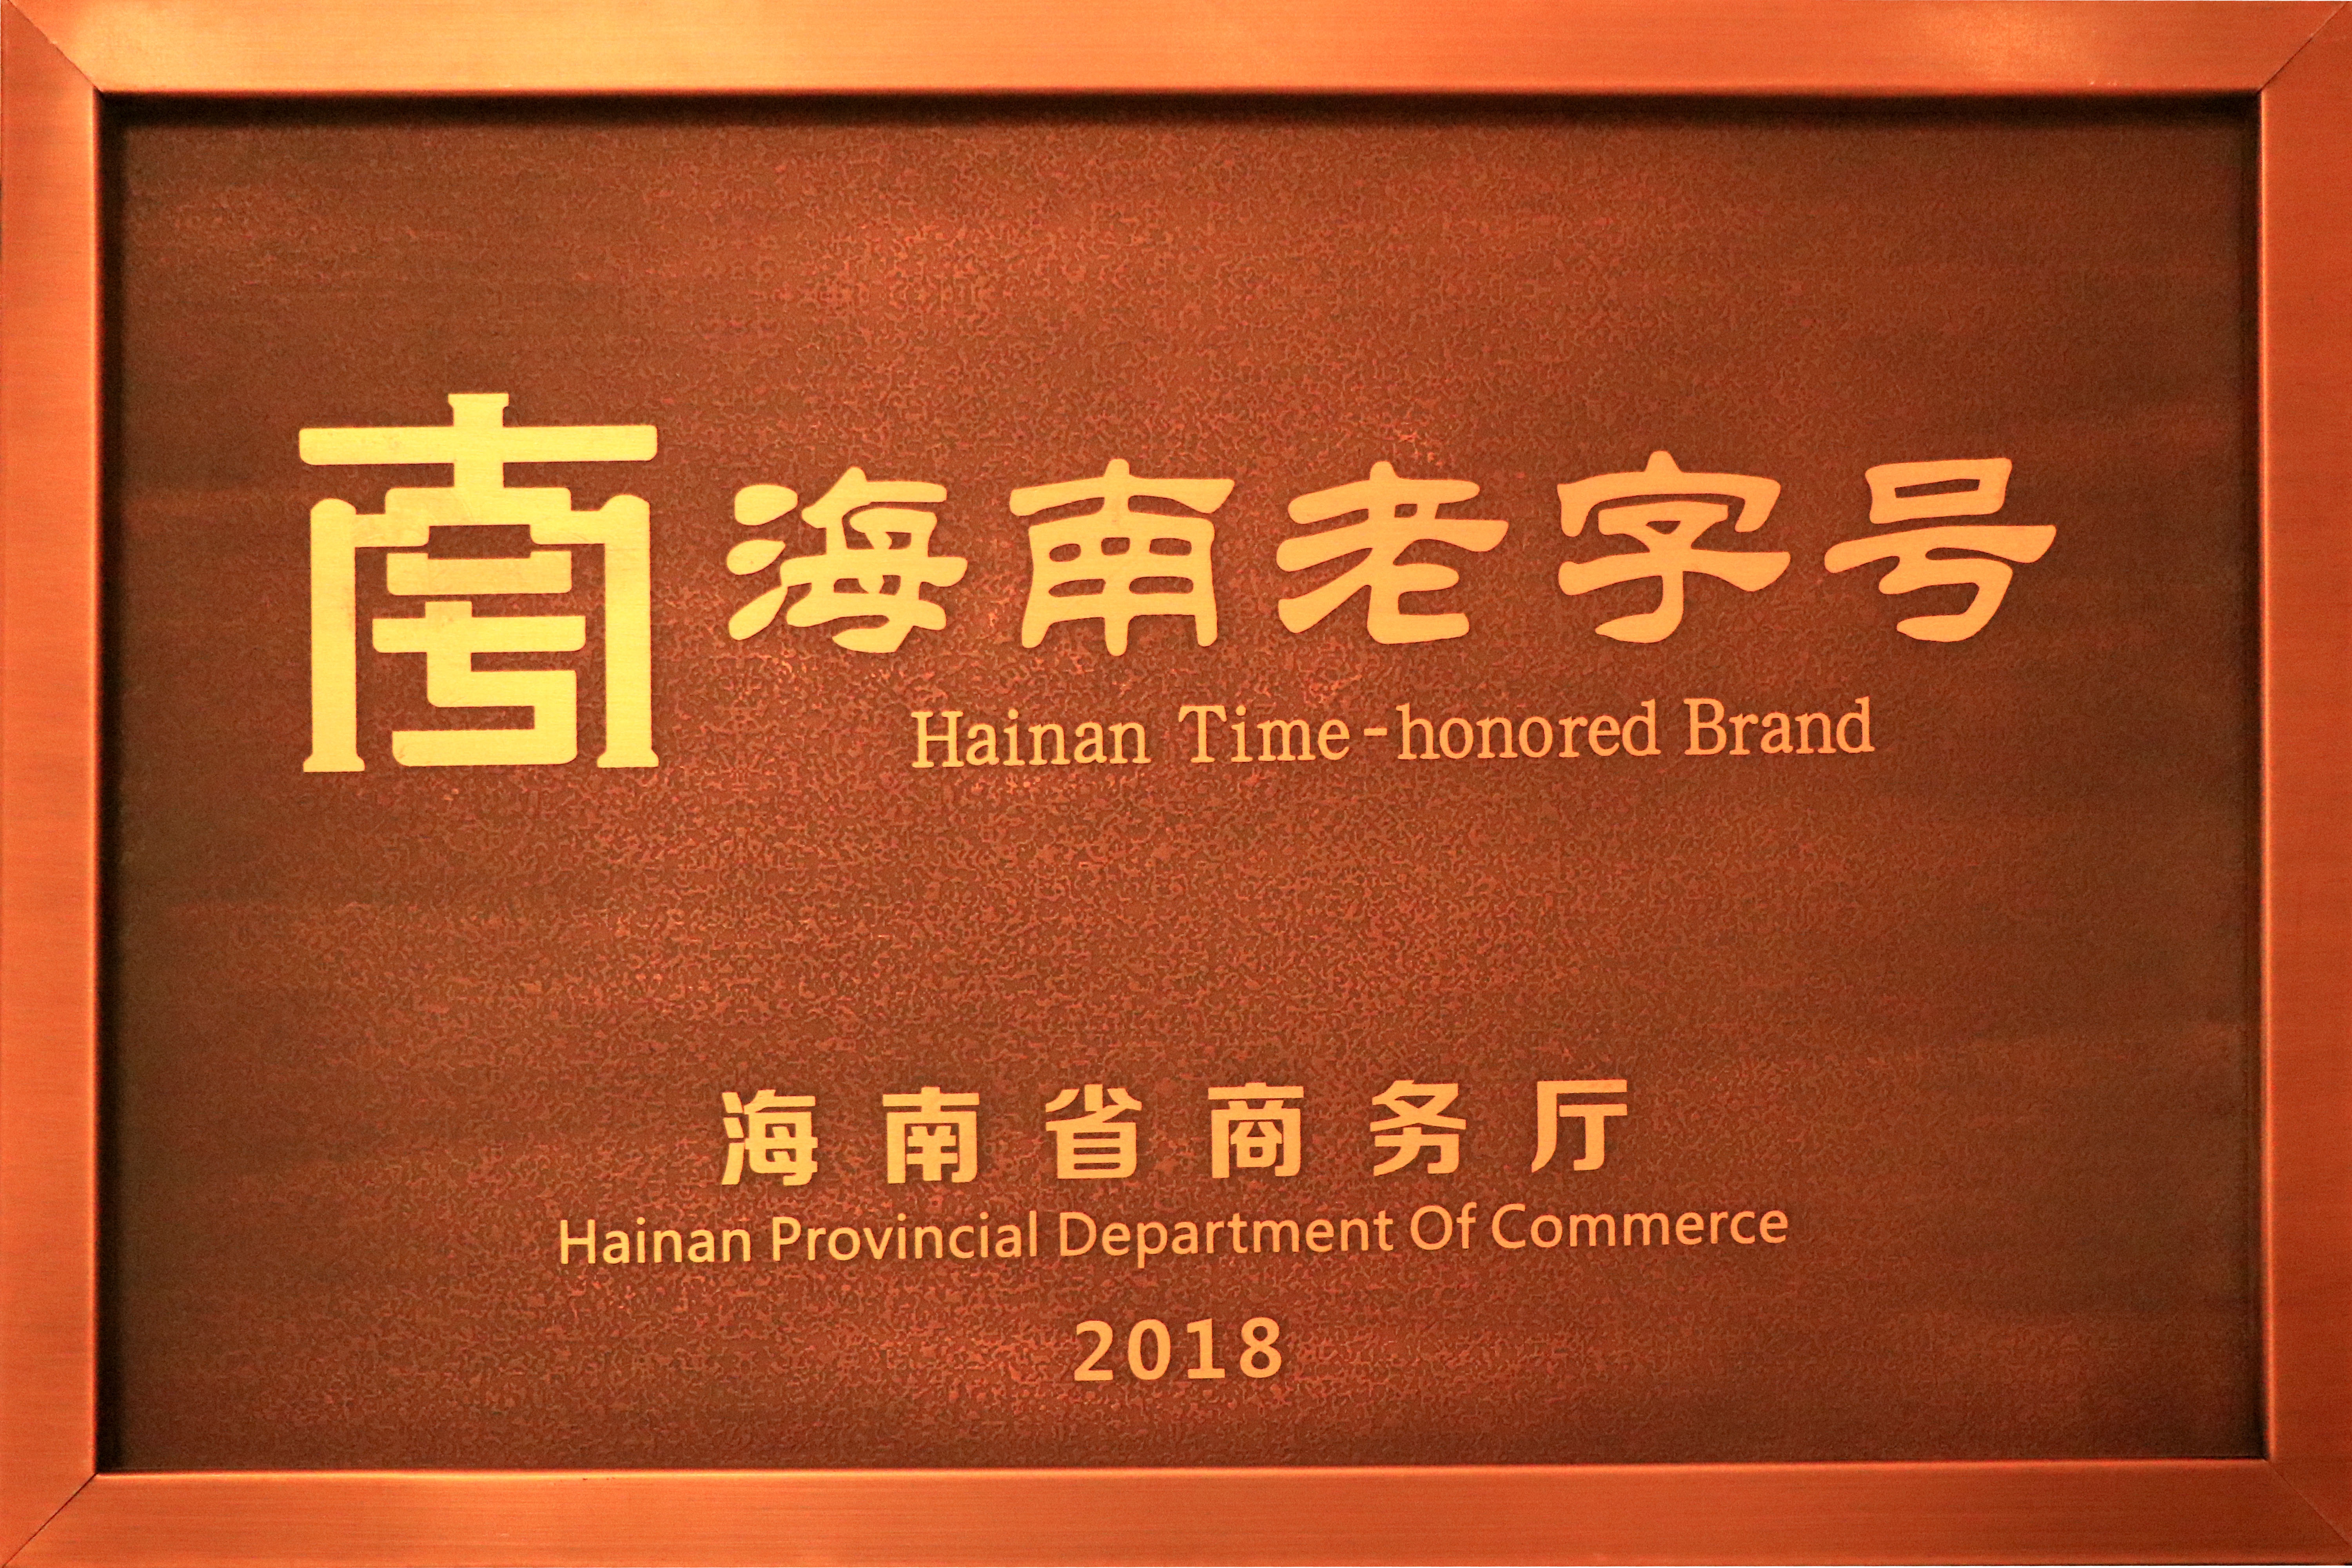 海南老字号
Hainan Time-honored Brand
海南省商务厅
Hainan Provincial Department Of Commerce
2018